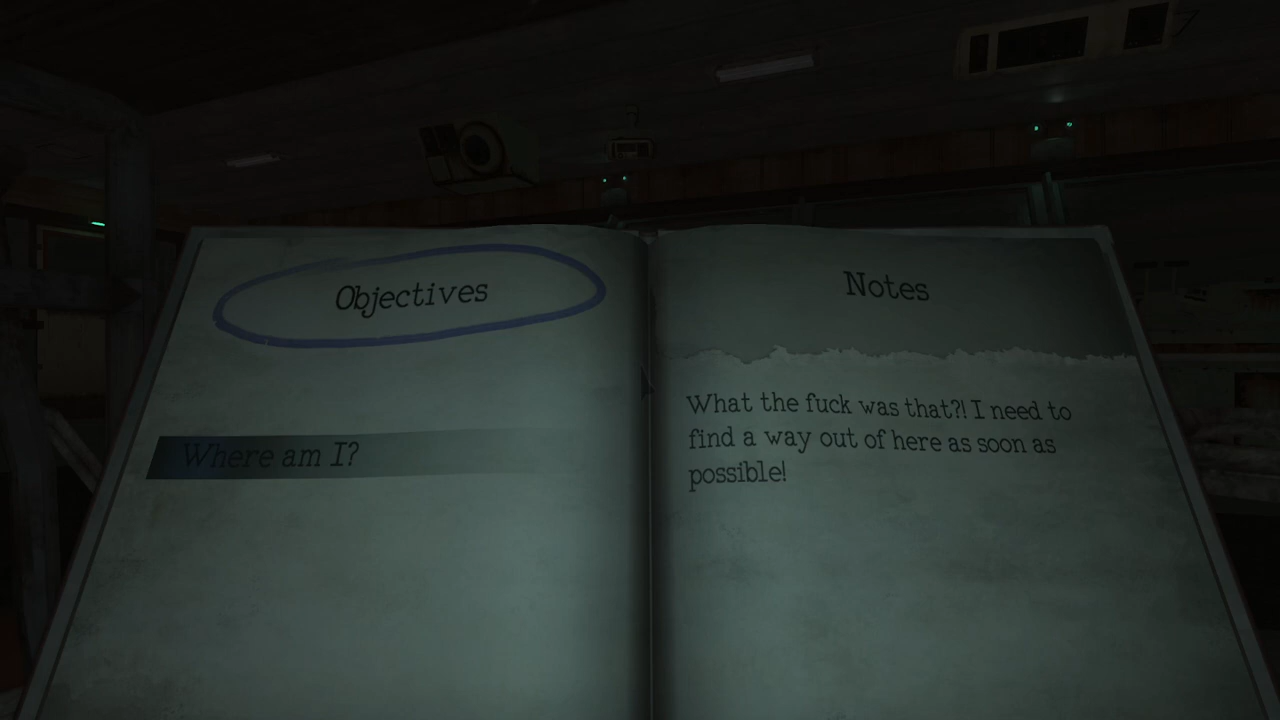 Objectives
Notes
Where am I?
What the fuck was that?! I need to
find a way out of here as soon as
possible!